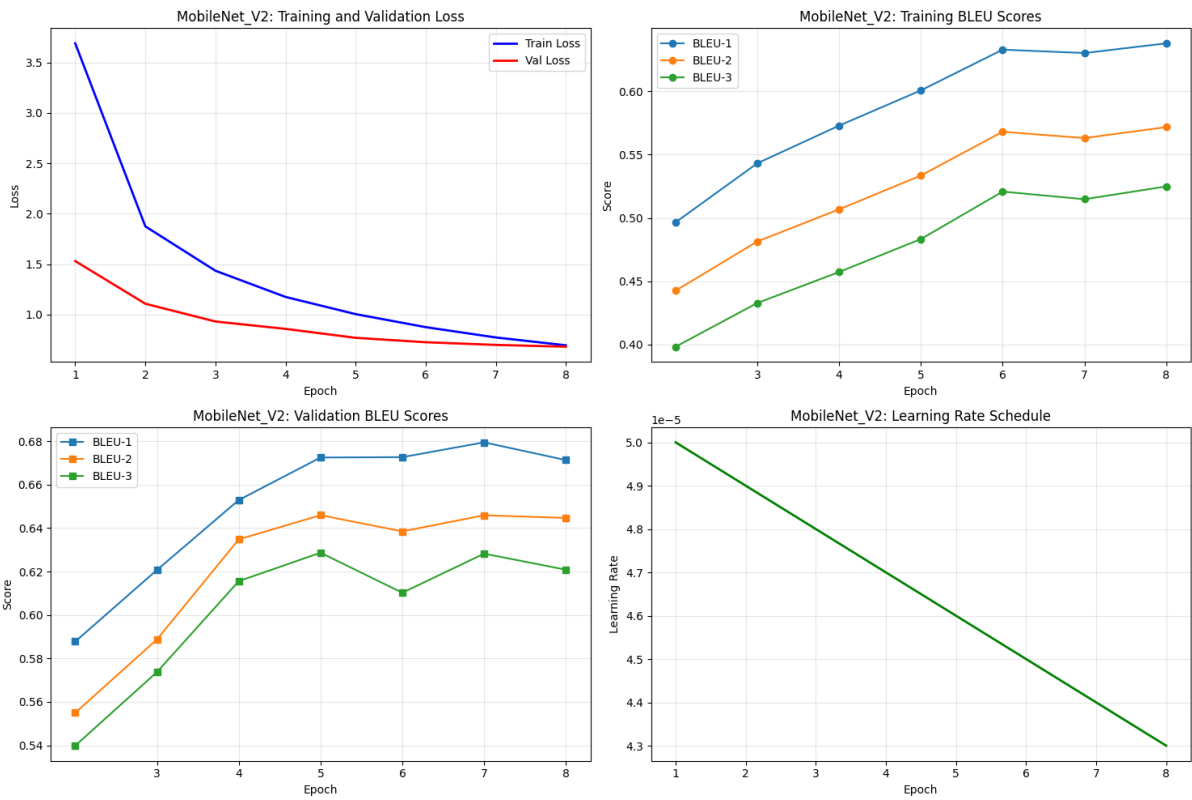 MobileNet_V2: Training and Validation Loss
Train Loss
Val Loss
3.5
3.0
2.5
2.0
1.5
1.0
Loss
1 2 3 4 5 6 7 8
Epoch
MobileNet_V2: Training BLEU Scores
BLEU-1
BLEU-2
BLEU-3
0.60
0.55
0.50
0.45
0.40
Score
3 4 5 6 7 8
Epoch
MobileNet_V2: Validation BLEU Scores
BLEU-1
BLEU-2
BLEU-3
0.68
0.66
0.64
0.62
0.60
0.58
0.56
0.54
Score
3 4 5 6 7 8
Epoch
MobileNet_V2: Learning Rate Schedule
1e−5
5.0
4.9
4.8
4.7
4.6
4.5
4.4
4.3
Learning Rate
1 2 3 4 5 6 7 8
Epoch